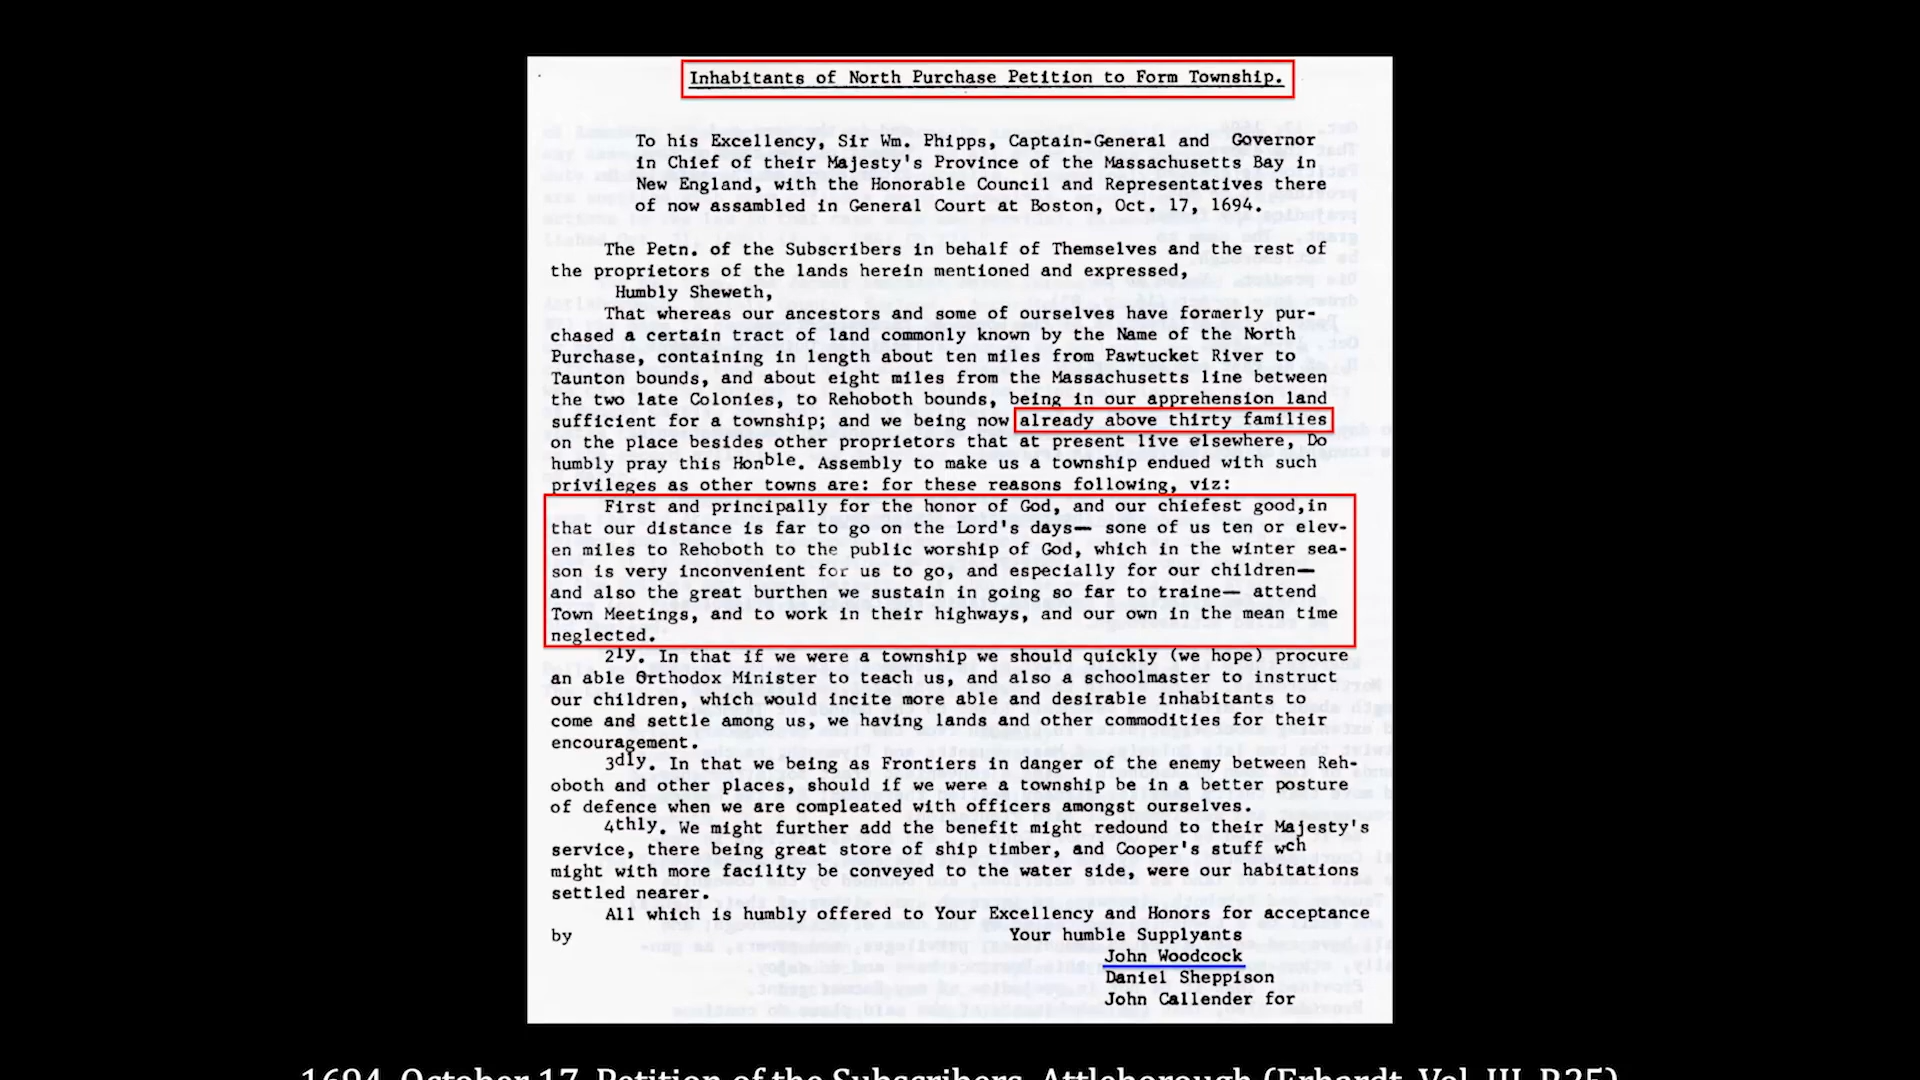 Inhabitants of North Purchase Petition to Form Township.
To his Excellency, Sir Wm. Phipps, Captain-General and Governor
in Chief of their Majesty's Province of the Massachusetts Bay in
New England, with the Honorable Council and Representatives there
of now assambled in General Court at Boston, Oct. 17, 1694.
The Petn. of the Subscribers in behalf of Themselves and the rest of
the proprietors of the lands herein mentioned and expressed,
Humbly Sheweth,
That whereas our ancestors and some of ourselves have formerly pur-
chased a certain tract of land commonly known by the Name of the North
Purchase, containing in length about ten miles from Pawtucket River to
Taunton bounds, and about eight miles from the Massachusetts line between
the two late Colonies, to Rehoboth bounds, being in our apprehension land
sufficient for a township; and we being now already above thirty families
on the place besides other proprietors that at present live elsewhere, Do
humbly pray this Honble. Assembly to make us a township endued with such
privileges as other towns are: for these reasons following, viz:
First and principally for the honor of God, and our chiefest good,in
that our distance is far to go on the Lord's days— sone of us ten or elev-
en miles to Rehoboth to the public worship of God, which in the winter sea-
son is very inconvenient for us to go, and especially for our children—
and also the great burthen we sustain in going so far to traine— attend
Town Meetings, and to work in their highways, and our own in the mean time
neglected.
2ly. In that if we were a township we should quickly (we hope) procure
an able Orthodox Minister to teach us, and also a schoolmaster to instruct
our children, which would incite more able and desirable inhabitants to
come and settle among us, we having lands and other commodities for their
encouragement.
3dly. In that we being as Frontiers in danger of the enemy between Reh-
oboth and other places, should if we were a township be in a better posture
of defence when we are compleated with officers amongst ourselves.
4thly. We might further add the benefit might redound to their Majesty's
service, there being great store of ship timber, and Cooper's stuff wch
might with more facility be conveyed to the water side, were our habitations
settled nearer.
All which is humbly offered to Your Excellency and Honors for acceptance
by Your humble Supplyants
John Woodcock
Daniel Sheppison
John Callender for
1694, October 17, Petition of the Subscribers, Attleborough (Erhardt, Vol. III, P.25)